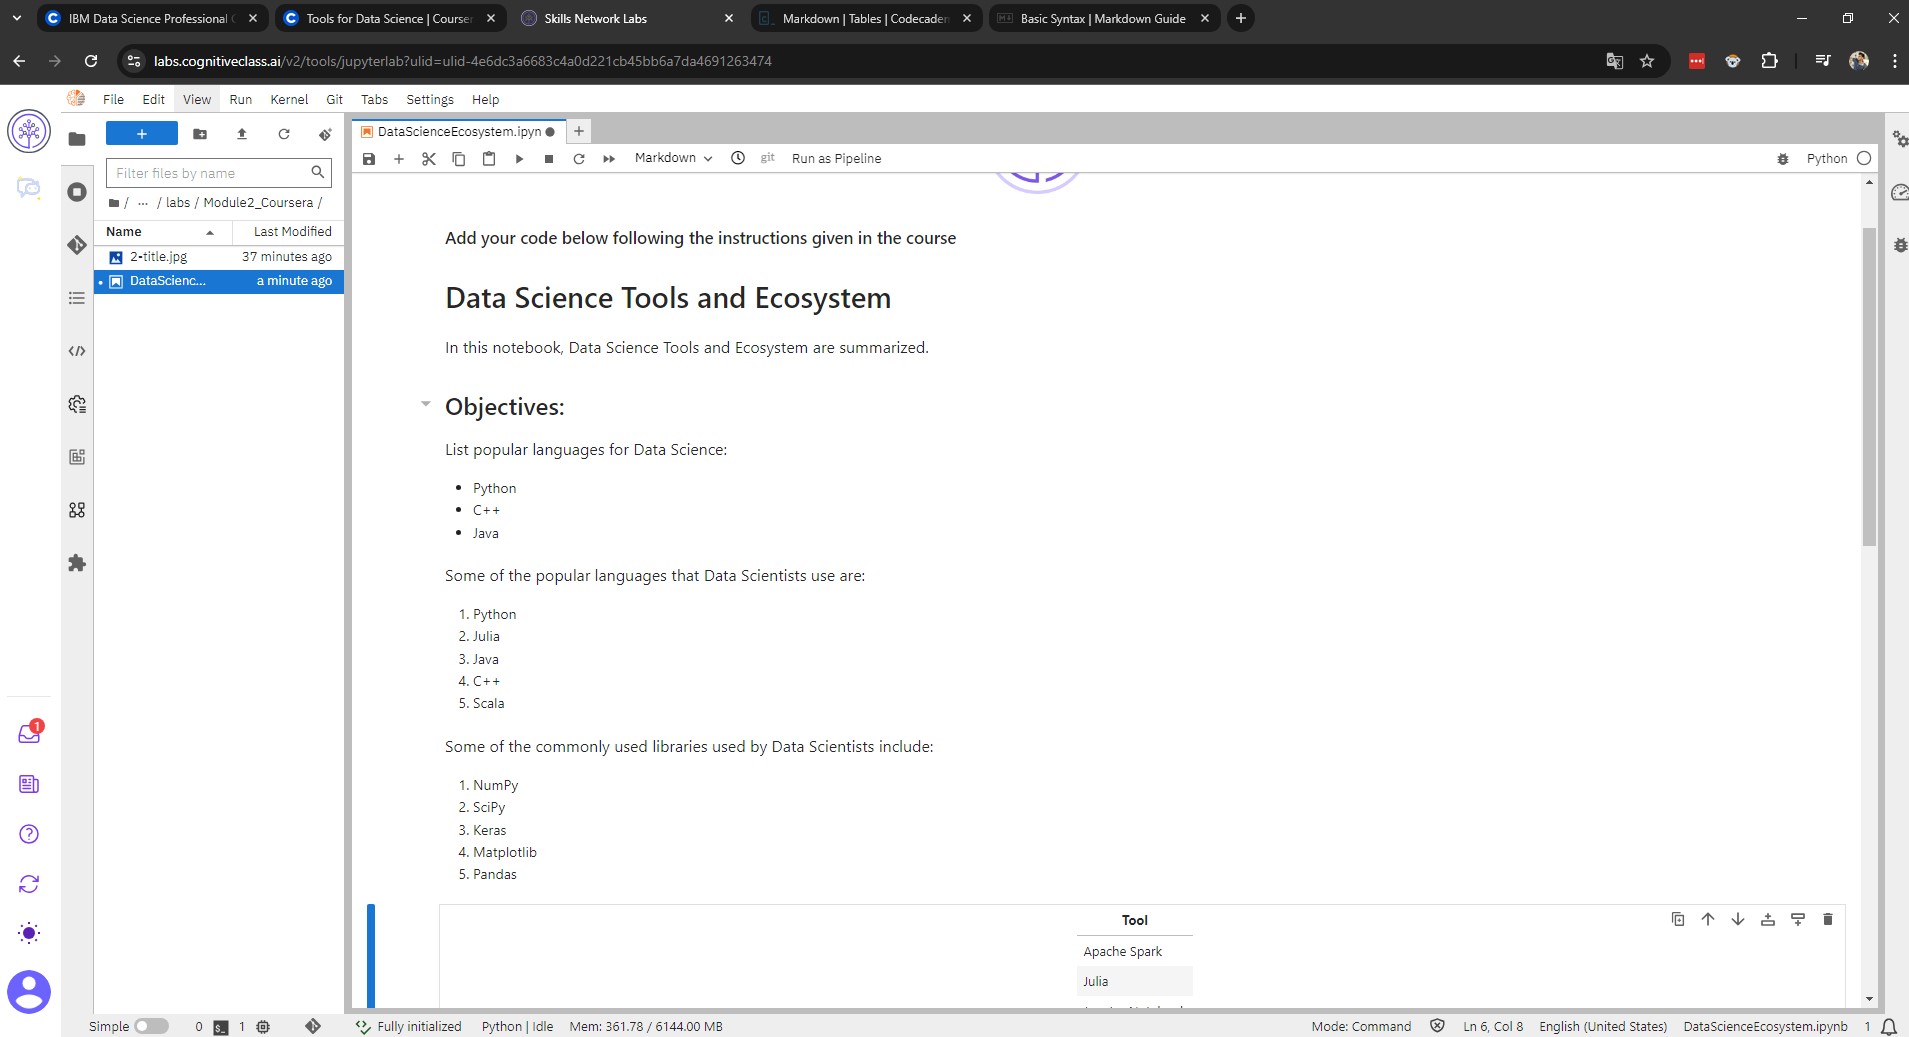 IBM Data Science Professional
Tools for Data Science | Courser
Skills Network Labs
Markdown | Tables | Codecaden
Basic Syntax | Markdown Guide
labs.cognitiveclass.ai/v2/tools/jupyterlab?ulid=ulid-4e6dc3a6683c4a0d221cb45bb6a7da4691263474
File Edit View Run Kernel Git Tabs Settings Help
DataScienceEcosystem.ipyn
Markdown
git
Run as Pipeline
Python
Filter files by name
/ ... / labs / Module2_Coursera /
Name Last Modified
2-title.jpg 37 minutes ago
DataScienc... a minute ago
Add your code below following the instructions given in the course
Data Science Tools and Ecosystem
In this notebook, Data Science Tools and Ecosystem are summarized.
Objectives:
List popular languages for Data Science:
• Python
• C++
• Java
Some of the popular languages that Data Scientists use are:
1. Python
2. Julia
3. Java
4. C++
5. Scala
Some of the commonly used libraries used by Data Scientists include:
1. NumPy
2. SciPy
3. Keras
4. Matplotlib
5. Pandas
Tool
Apache Spark
Julia
1
Simple 0 1 Fully initialized Python | Idle Mem: 361.78 / 6144.00 MB Mode: Command Ln 6, Col 8 English (United States) DataScienceEcosystem.ipynb 1